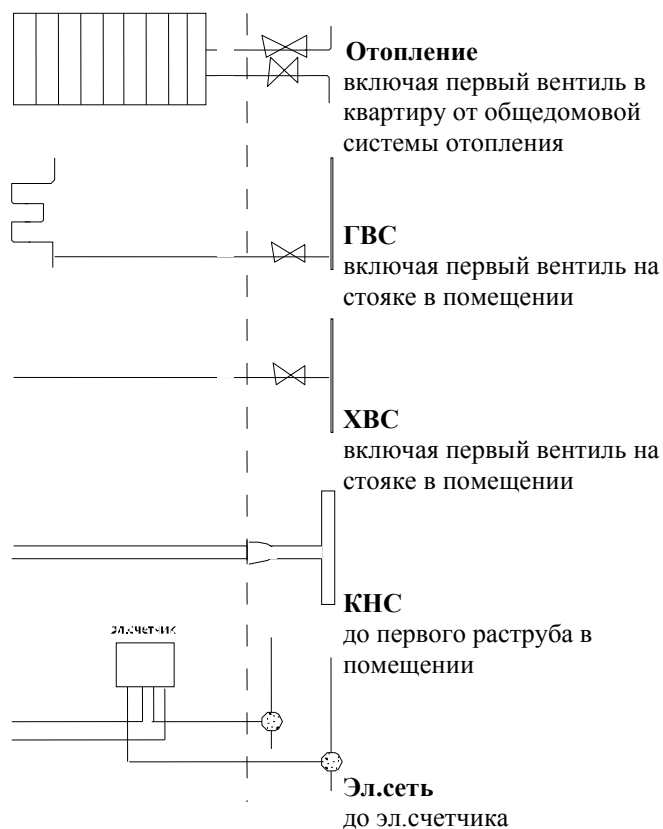 Отопление
включая первый вентиль в
квартиру от общедомовой
системы отопления
ГВС
включая первый вентиль на
стояке в помещении
ХВС
включая первый вентиль на
стояке в помещении
КНС
до первого раструба в
помещении
эл.счетчик
Эл.сеть
до эл.счетчика